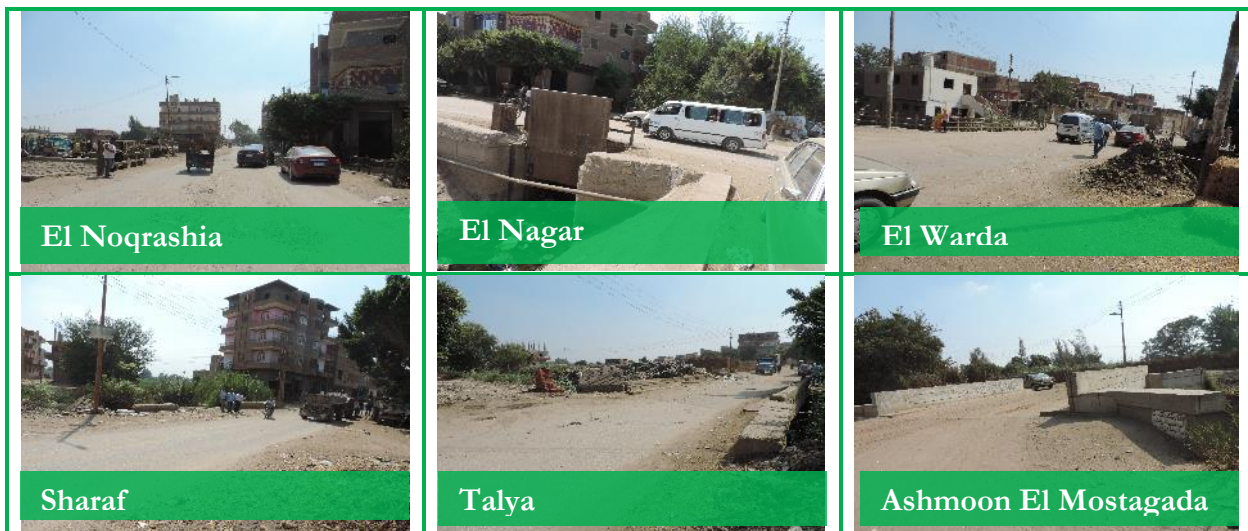 El Noqrashia
El Nagar
El Warda
Sharaf
Talya
Ashmoon El Mostagada